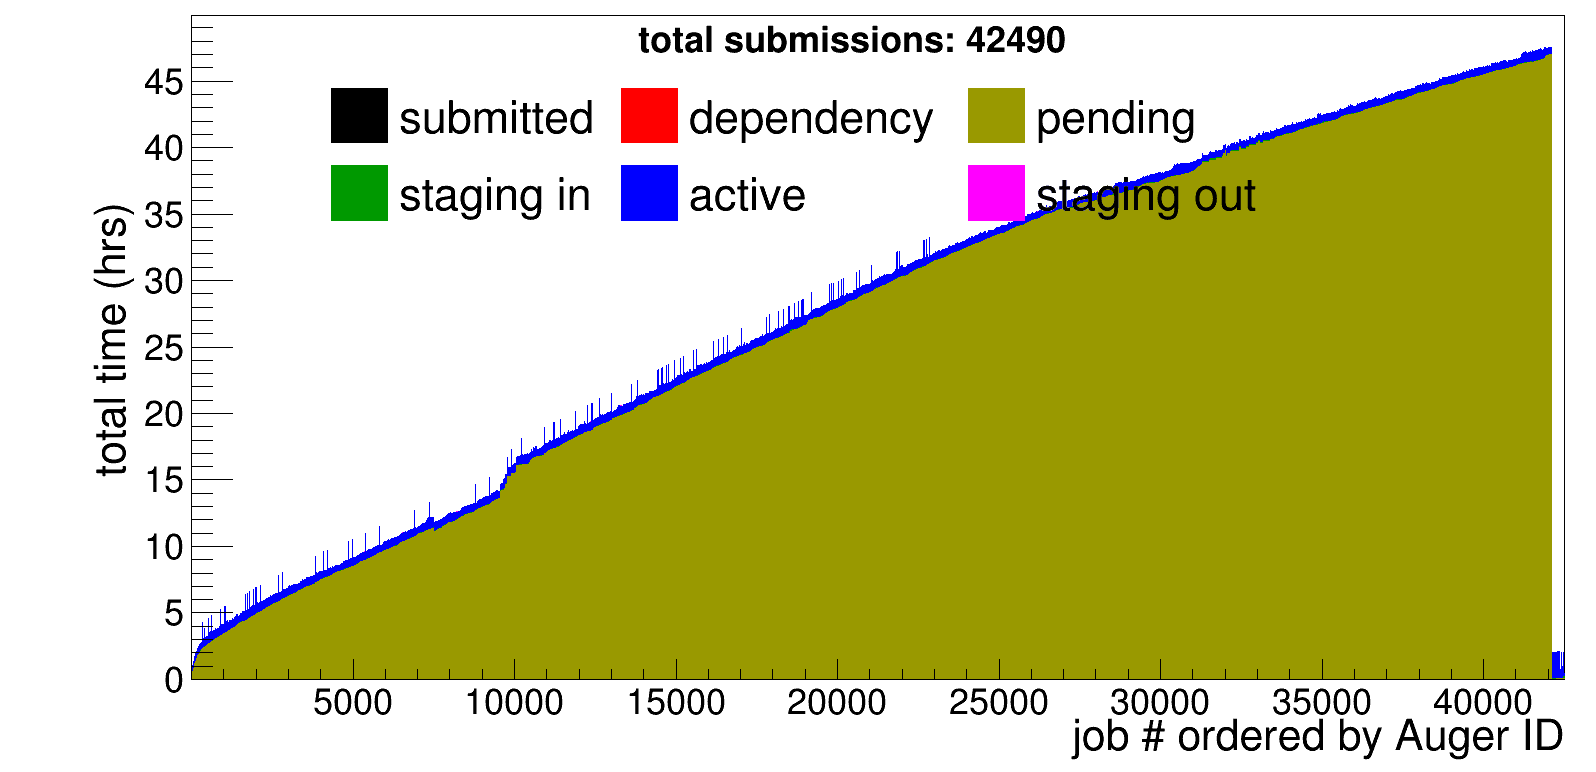 total submissions: 42490
submitted dependency pending
staging in active staging out
total time (hrs)
45
40
35
30
25
20
15
10
5
0
5000 10000 15000 20000 25000 30000 35000 40000
job # ordered by Auger ID